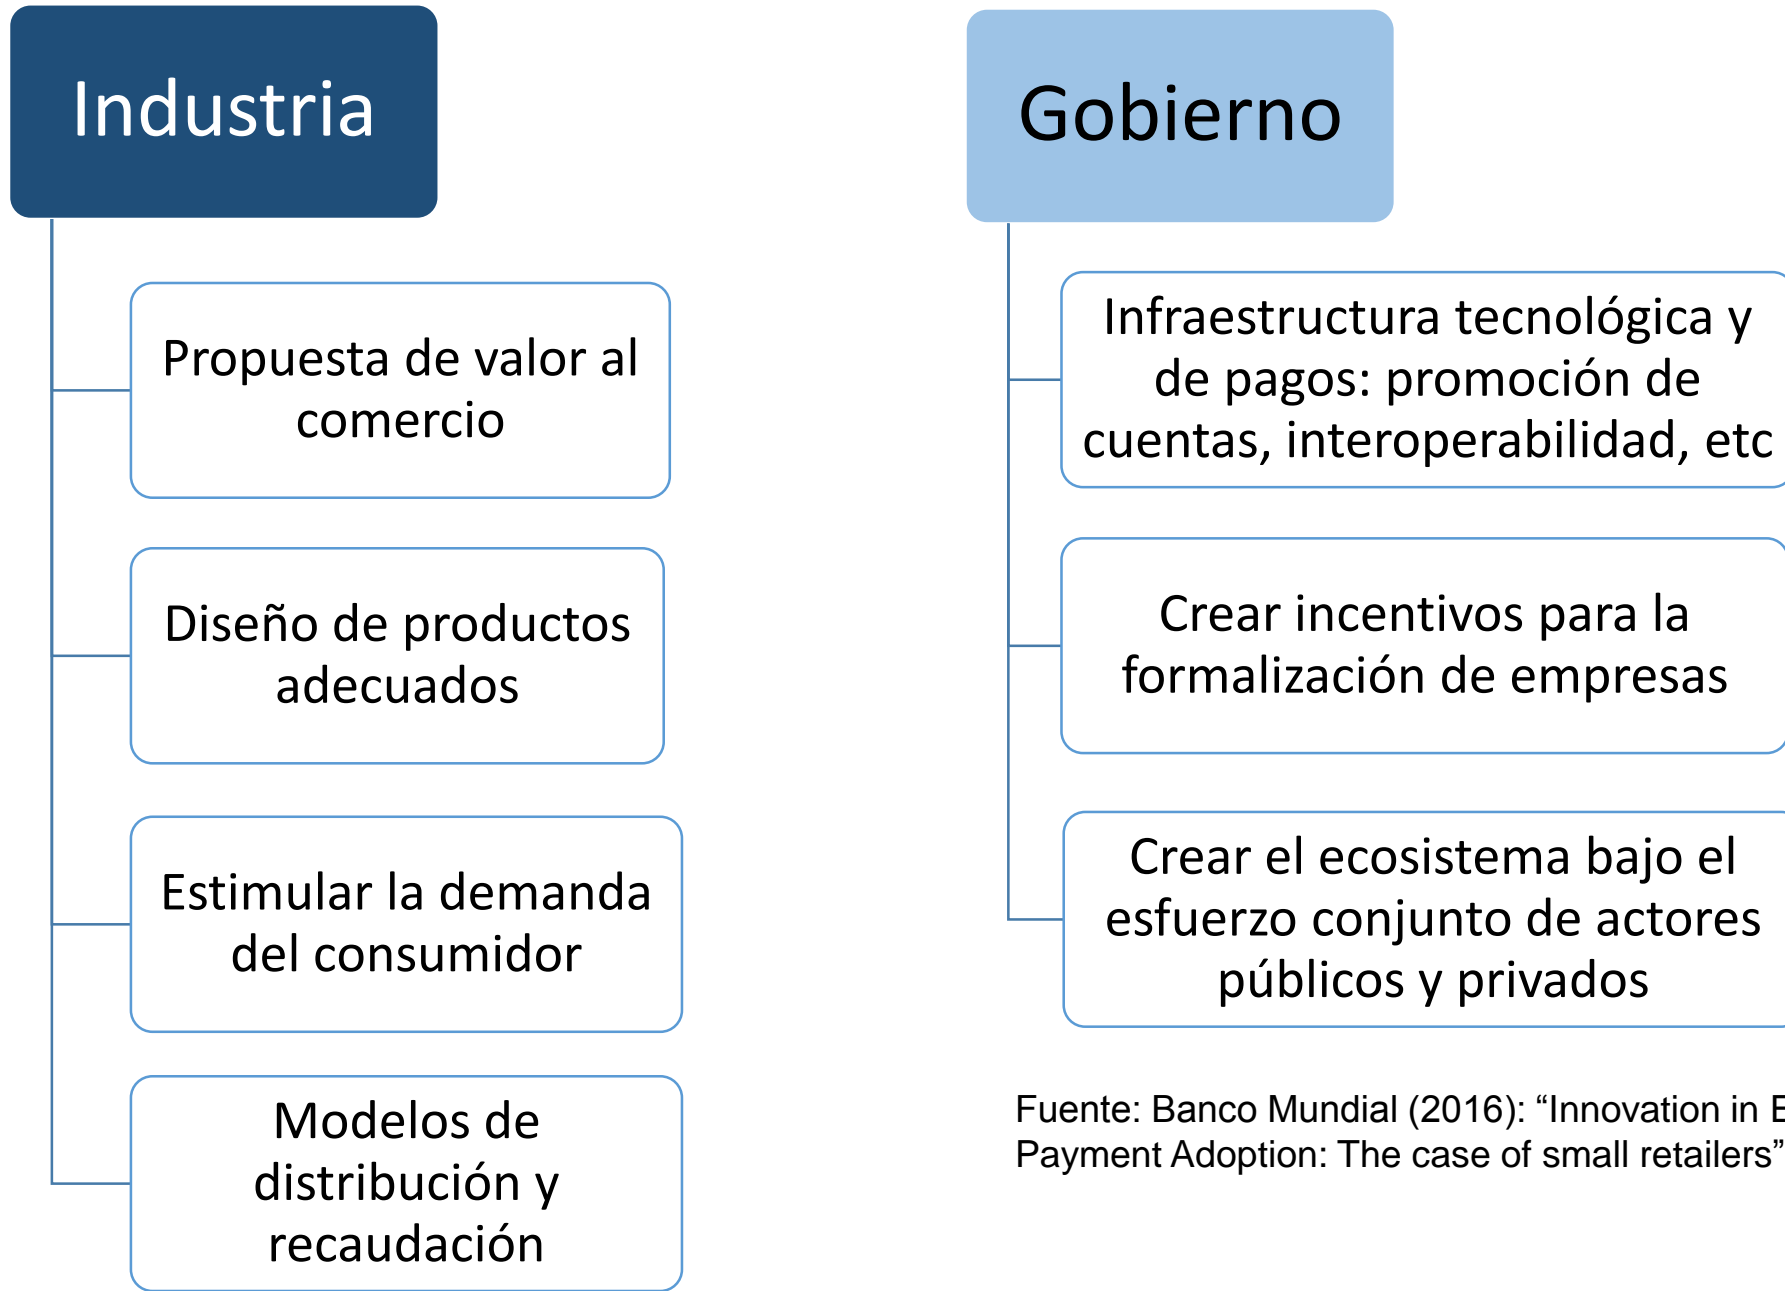 Industria
Propuesta de valor al
comercio
Diseño de productos
adecuados
Estimular la demanda
del consumidor
Modelos de
distribución y
recaudación
Gobierno
Infraestructura tecnológica y
de pagos: promoción de
cuentas, interoperabilidad, etc
Crear incentivos para la
formalización de empresas
Crear el ecosistema bajo el
esfuerzo conjunto de actores
públicos y privados
Fuente: Banco Mundial (2016): “Innovation in
Payment Adoption: The case of small retailers”